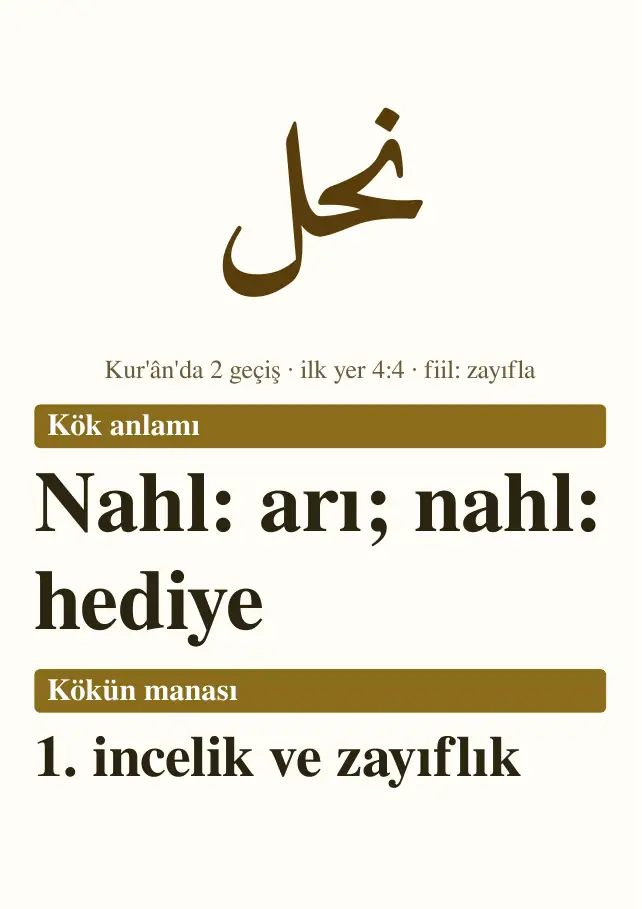 نحل
Kur'ân'da 2 geçiş · ilk yer 4:4 · fiil: zayıfla
Kök anlamı
Nahl: arı; nahl:
hediye
Kökün manası
1. incelik ve zayıflık